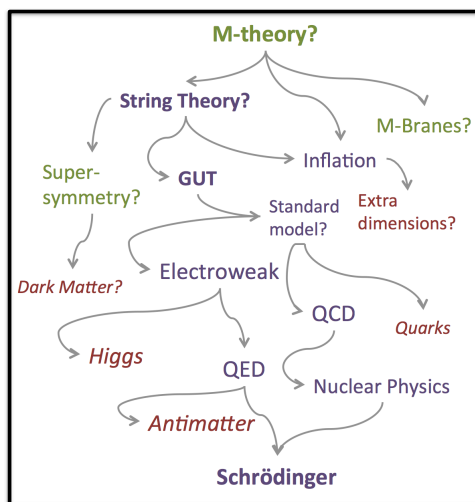 M-theory?
String Theory?
M-Branes?
Inflation
Super-
symmetry?
GUT
Standard
model?
Extra
dimensions?
Electroweak
Dark Matter?
QCD
Quarks
Higgs
QED
Nuclear Physics
Antimatter
Schrödinger